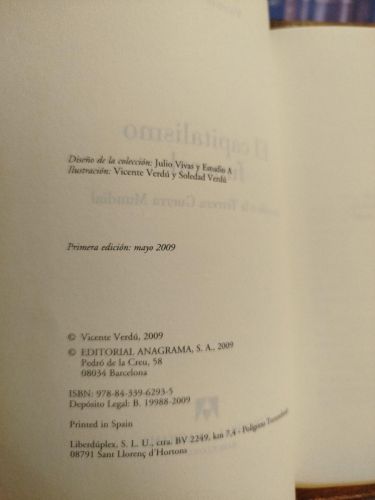 Diseño de la colección: Julio Vivas y Estudio A
Ilustración: Vicente Verdú y Soledad Verdú
Primera edición: mayo 2009
© Vicente Verdú, 2009
© EDITORIAL ANAGRAMA, S. A., 2009
Pedró de la Creu, 58
08034 Barcelona
ISBN: 978-84-339-6293-5
Depósito Legal: B. 19988-2009
Printed in Spain
Liberdúplex, S. L. U., ctra. BV 2249, km 7,4 - Polígono Torrentfondo
08791 Sant Llorenç d'Hortons